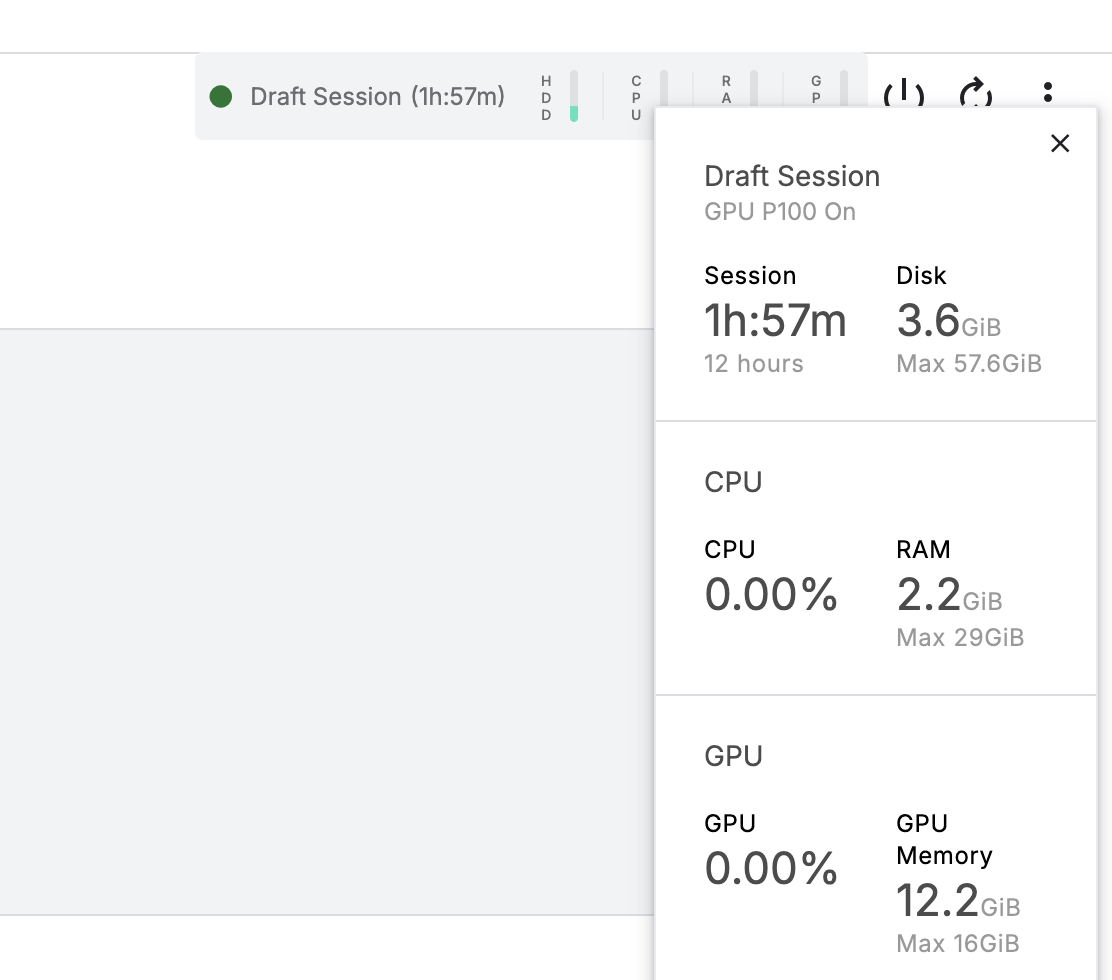 Draft Session (1h:57m)
HDD
CPU
RA
GP
Draft Session
GPU P100 On
Session
Disk
1h:57m
3.6GiB
12 hours
Max 57.6GiB
CPU
CPU
RAM
0.00%
2.2GiB
Max 29GiB
GPU
GPU
GPU
Memory
0.00%
12.2GiB
Max 16GiB